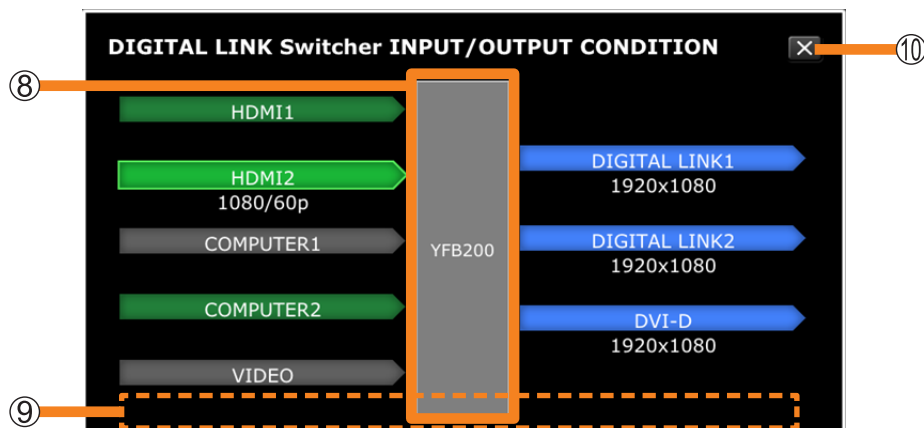 DIGITAL LINK Switcher INPUT/OUTPUT CONDITION
⑩
⑧
HDMI1
HDMI2
1080/60p
COMPUTER1
COMPUTER2
VIDEO
YFB200
DIGITAL LINK1
1920x1080
DIGITAL LINK2
1920x1080
DVI-D
1920x1080
⑨